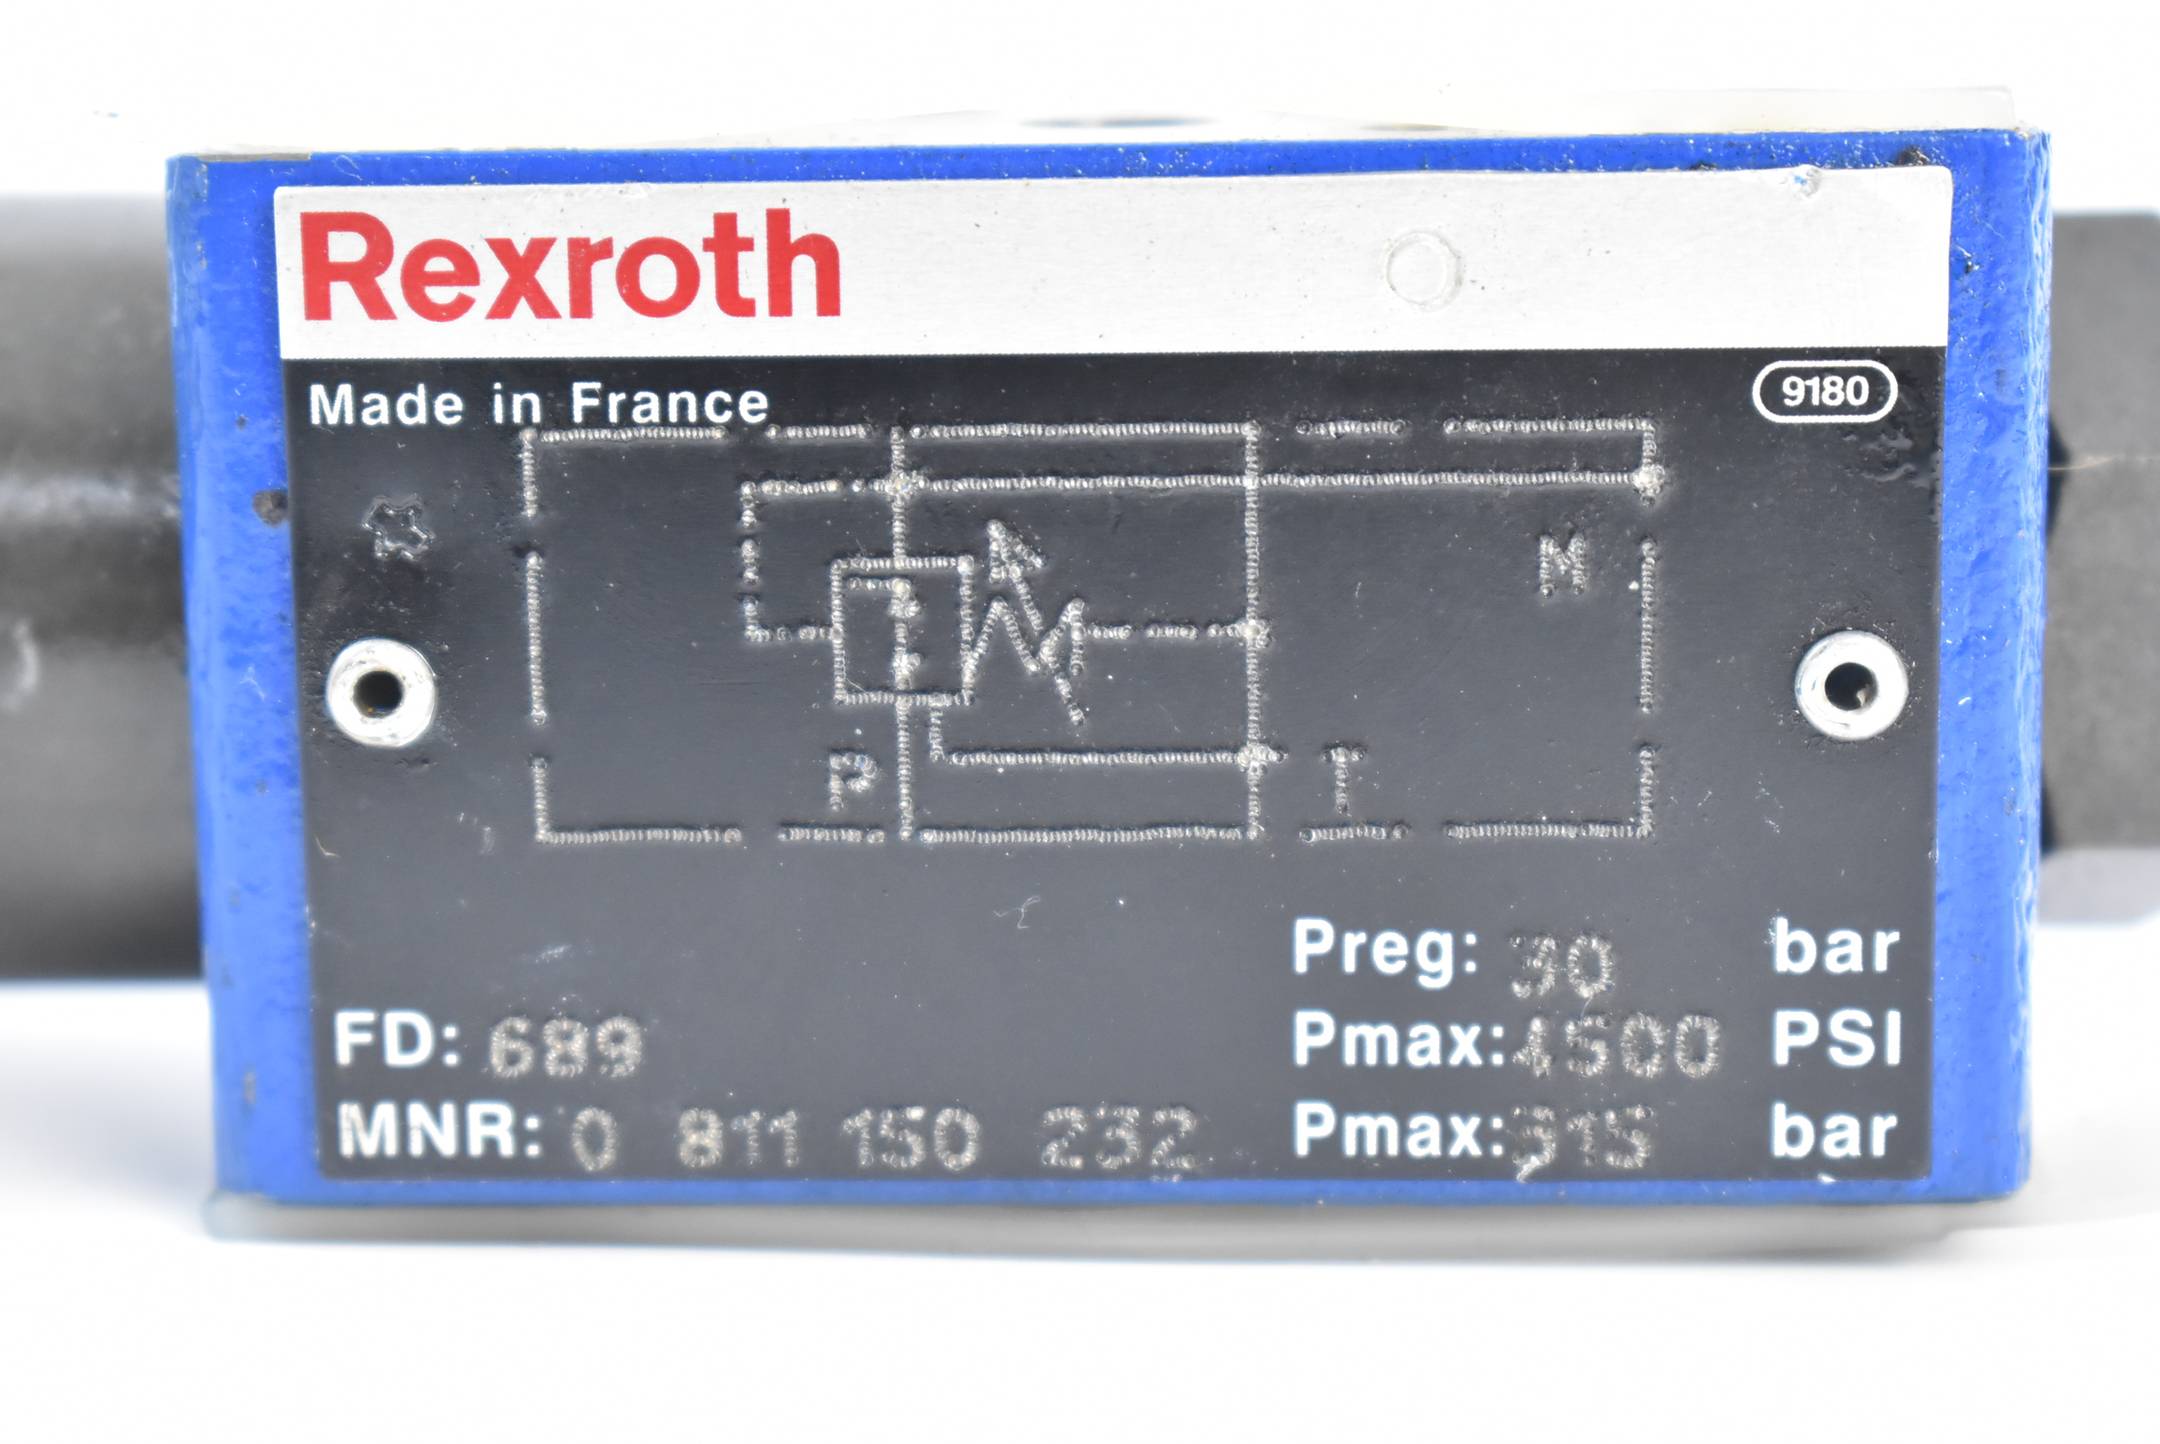 Rexroth
Made in France
9180
M
P
T
Preg: 30 bar
FD: 689
Pmax: 4500 PSI
MNR: 0 811 150 232
Pmax: 315 bar